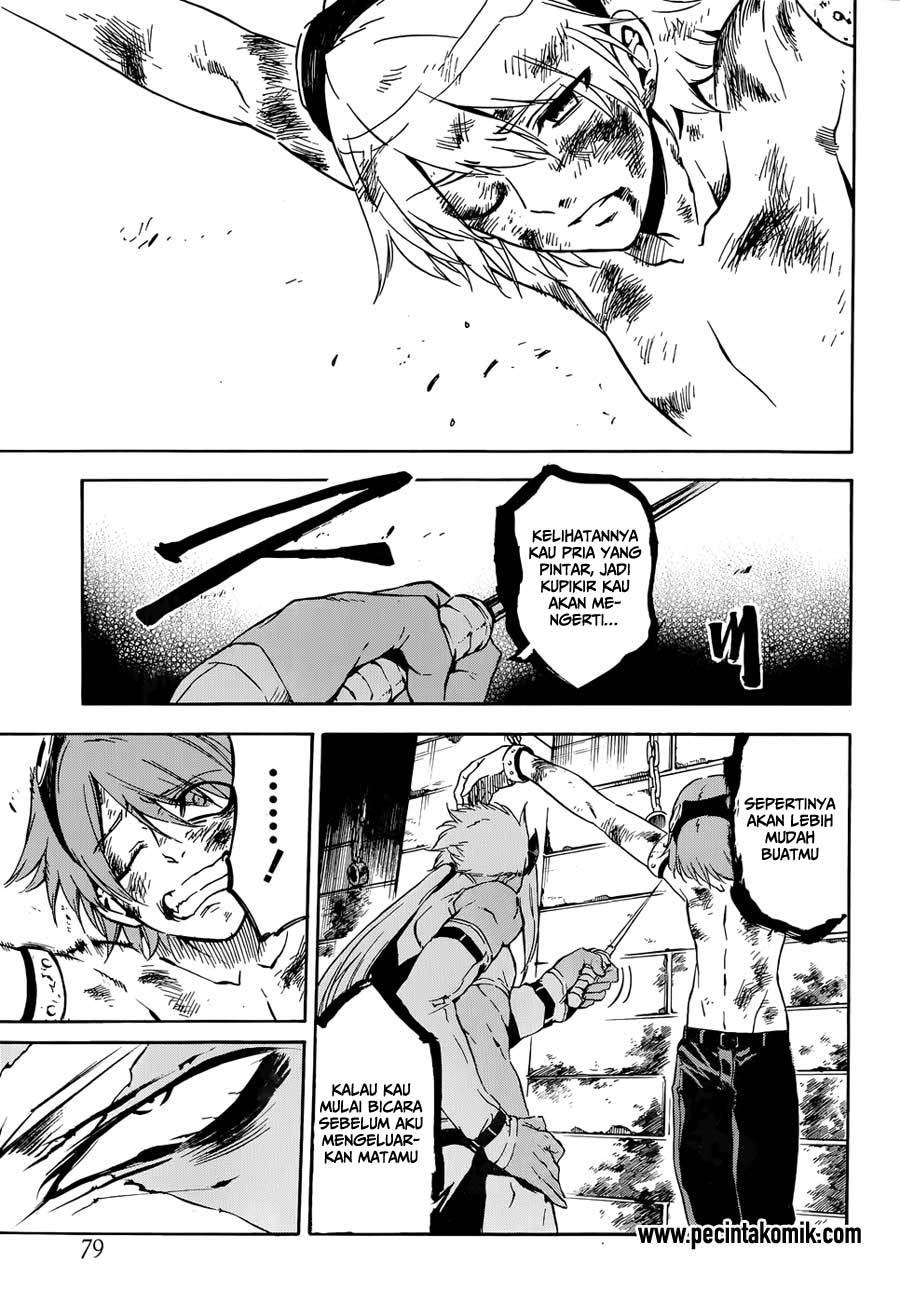 KELIHATANNYA
KAU PRIA YANG
PINTAR, JADI
KUPIKIR KAU
AKAN ME-
NGERTI...
SEPERTINYA
AKAN LEBIH
MUDAH
BUATMU
......!
KALAU KAU
MULAI BICARA
SEBELUM AKU
MENGELUAR-
KAN MATAMU
79
www.pecintakomik.com